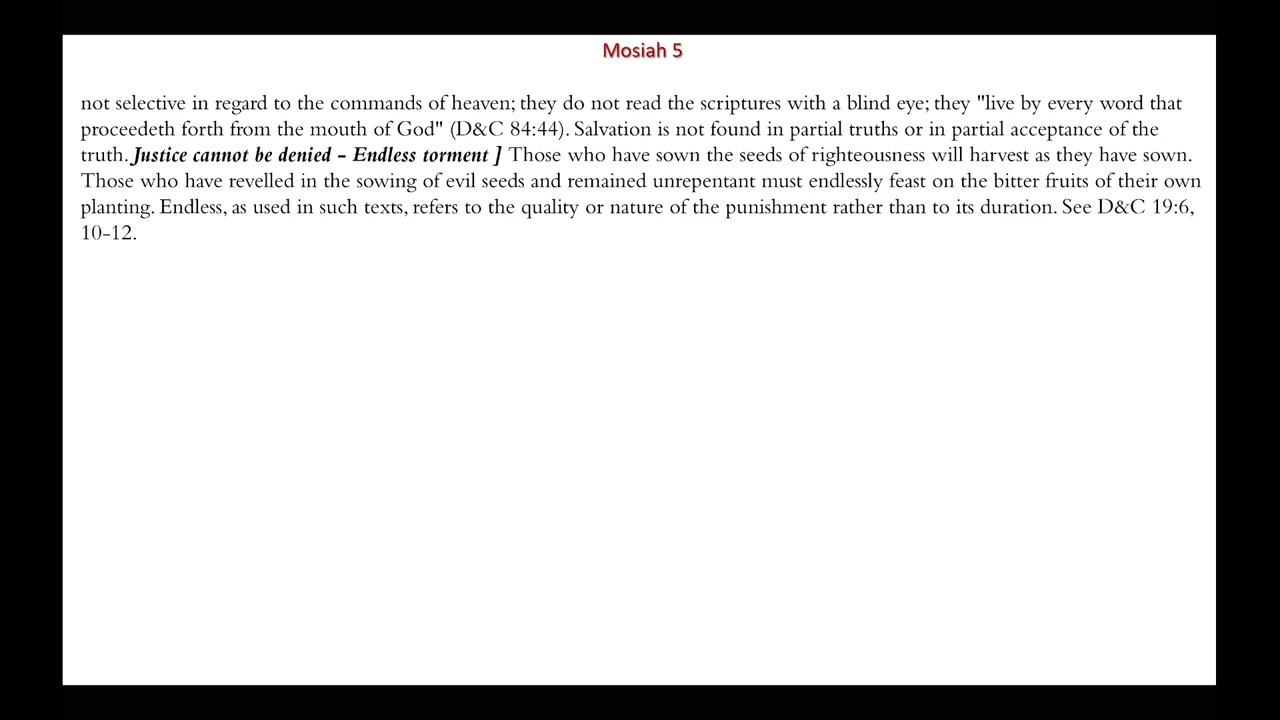 Mosiah 5
not selective in regard to the commands of heaven; they do not read the scriptures with a blind eye; they "live by every word that
proceedeth forth from the mouth of God" (D&C 84:44). Salvation is not found in partial truths or in partial acceptance of the
truth. Justice cannot be denied - Endless torment ] Those who have sown the seeds of righteousness will harvest as they have sown.
Those who have revelled in the sowing of evil seeds and remained unrepentant must endlessly feast on the bitter fruits of their own
planting. Endless, as used in such texts, refers to the quality or nature of the punishment rather than to its duration. See D&C 19:6,
10-12.